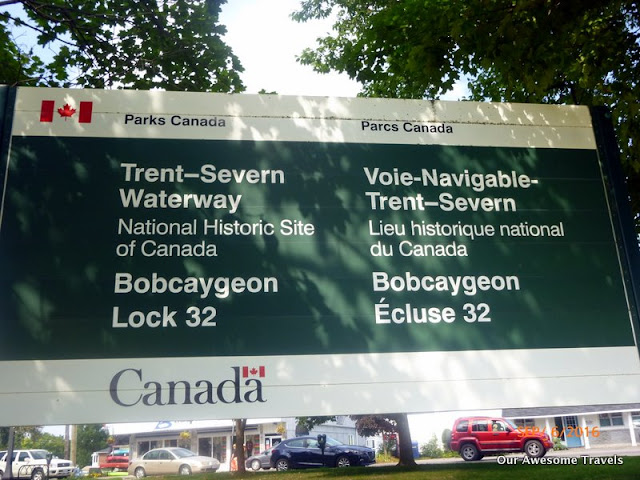 Parks Canada
Trent–Severn
Waterway
National Historic Site
of Canada
Bobcaygeon
Lock 32
Parcs Canada
Voie-Navigable-
Trent–Severn
Lieu historique national
du Canada
Bobcaygeon
Écluse 32
Canada
Our Awesome Travels